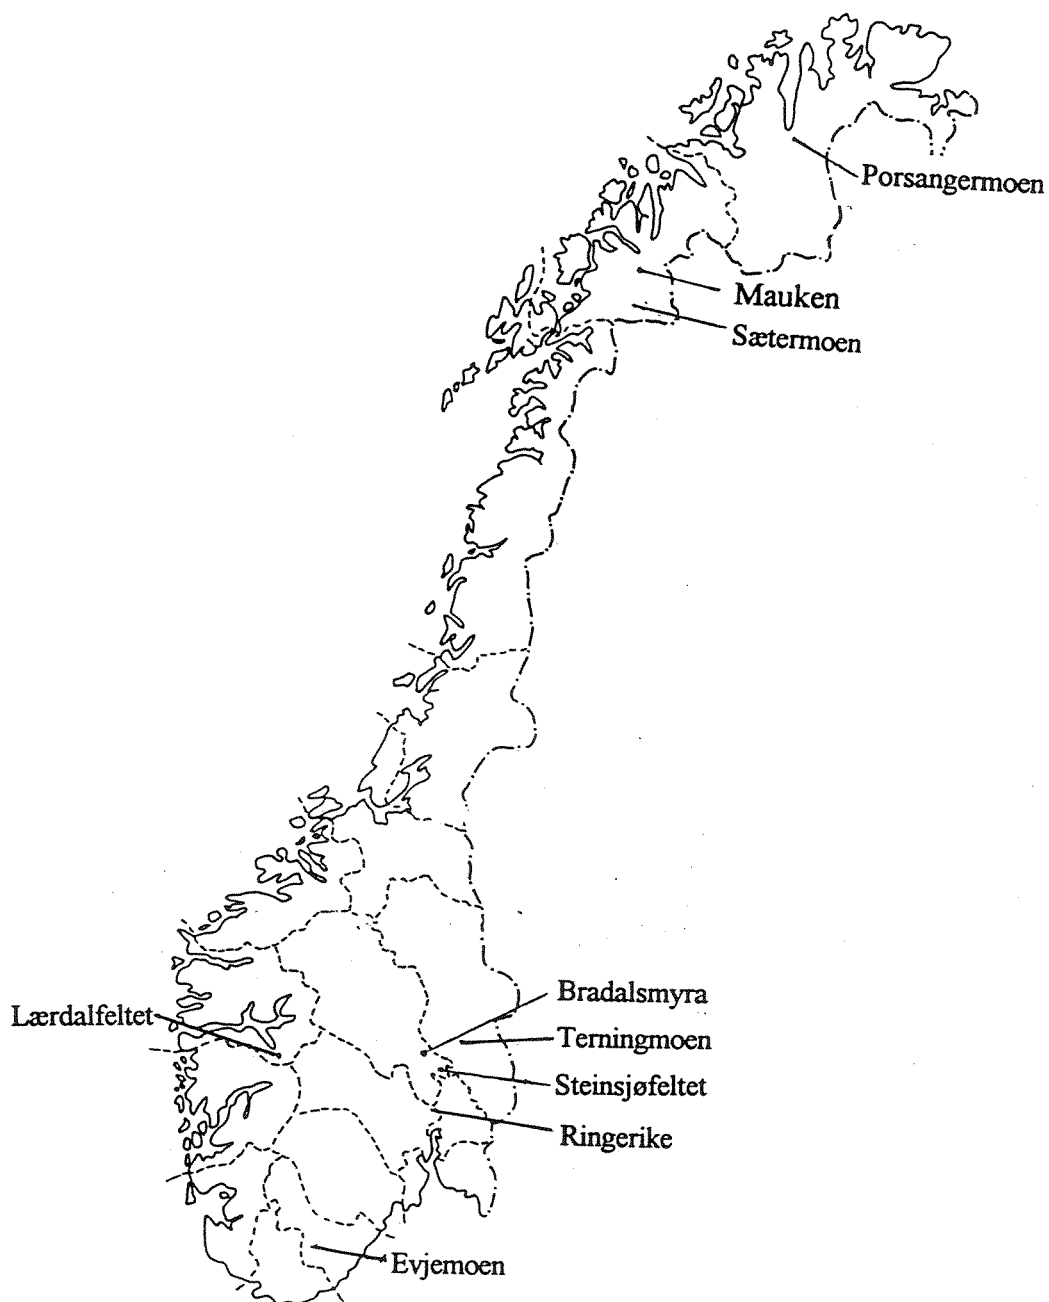 Porsangermoen
Mauken
Sætermoen
Bradalsmyra
Lærdalfeltet
Terningmoen
Steinsjøfeltet
Ringerike
Evjemoen